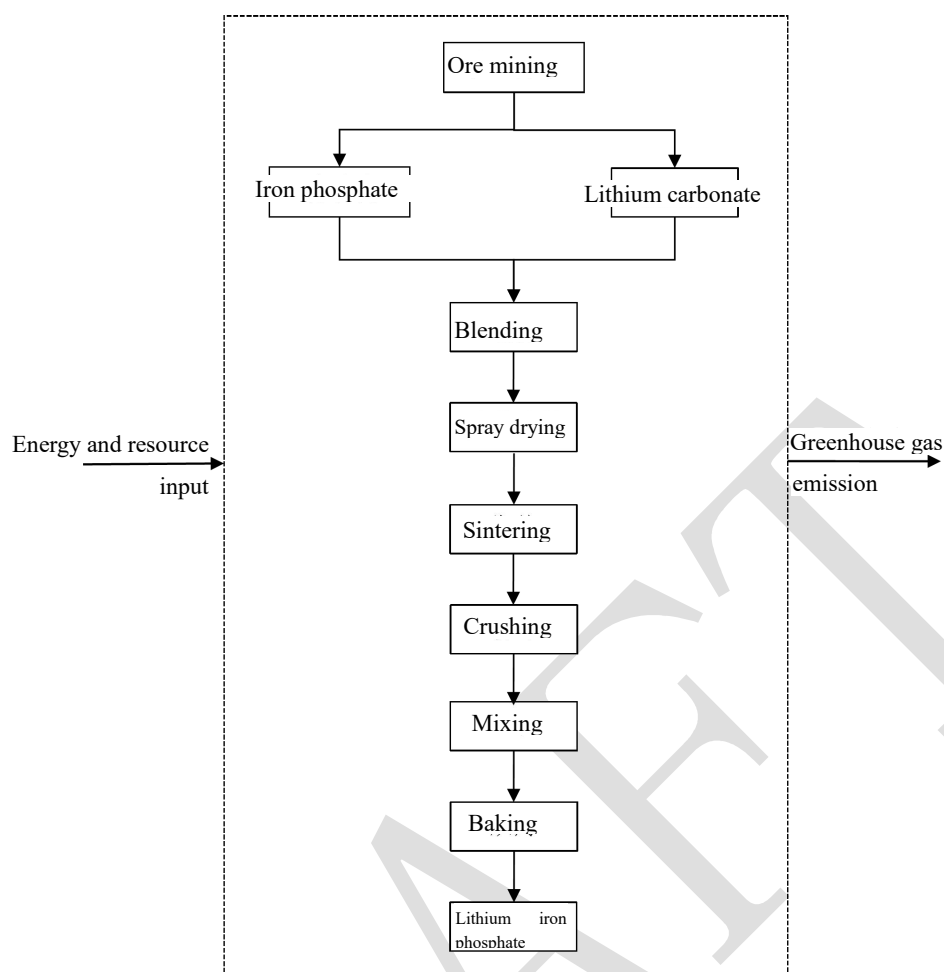 Ore mining
Iron phosphate
Lithium carbonate
Blending
Spray drying
Energy and resource
input
Greenhouse gas
emission
Sintering
Crushing
Mixing
Baking
Lithium iron
phosphate
AFT